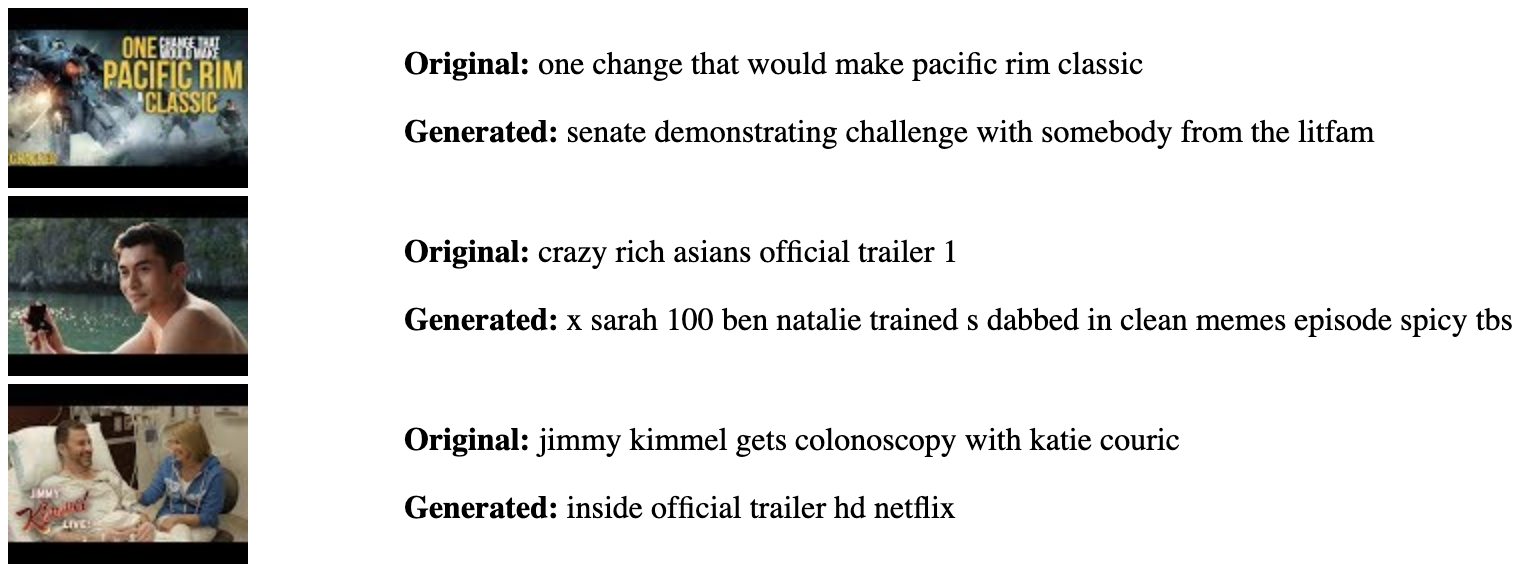 ONE CHANGE THAT WOULD MAKE
PACIFIC RIM
A CLASSIC
CRACKED
Original: one change that would make pacific rim classic
Generated: senate demonstrating challenge with somebody from the litfam
Original: crazy rich asians official trailer 1
Generated: x sarah 100 ben natalie trained s dabbed in clean memes episode spicy tbs
JIMMY
Kimmel
LIVE!
Original: jimmy kimmel gets colonoscopy with katie couric
Generated: inside official trailer hd netflix